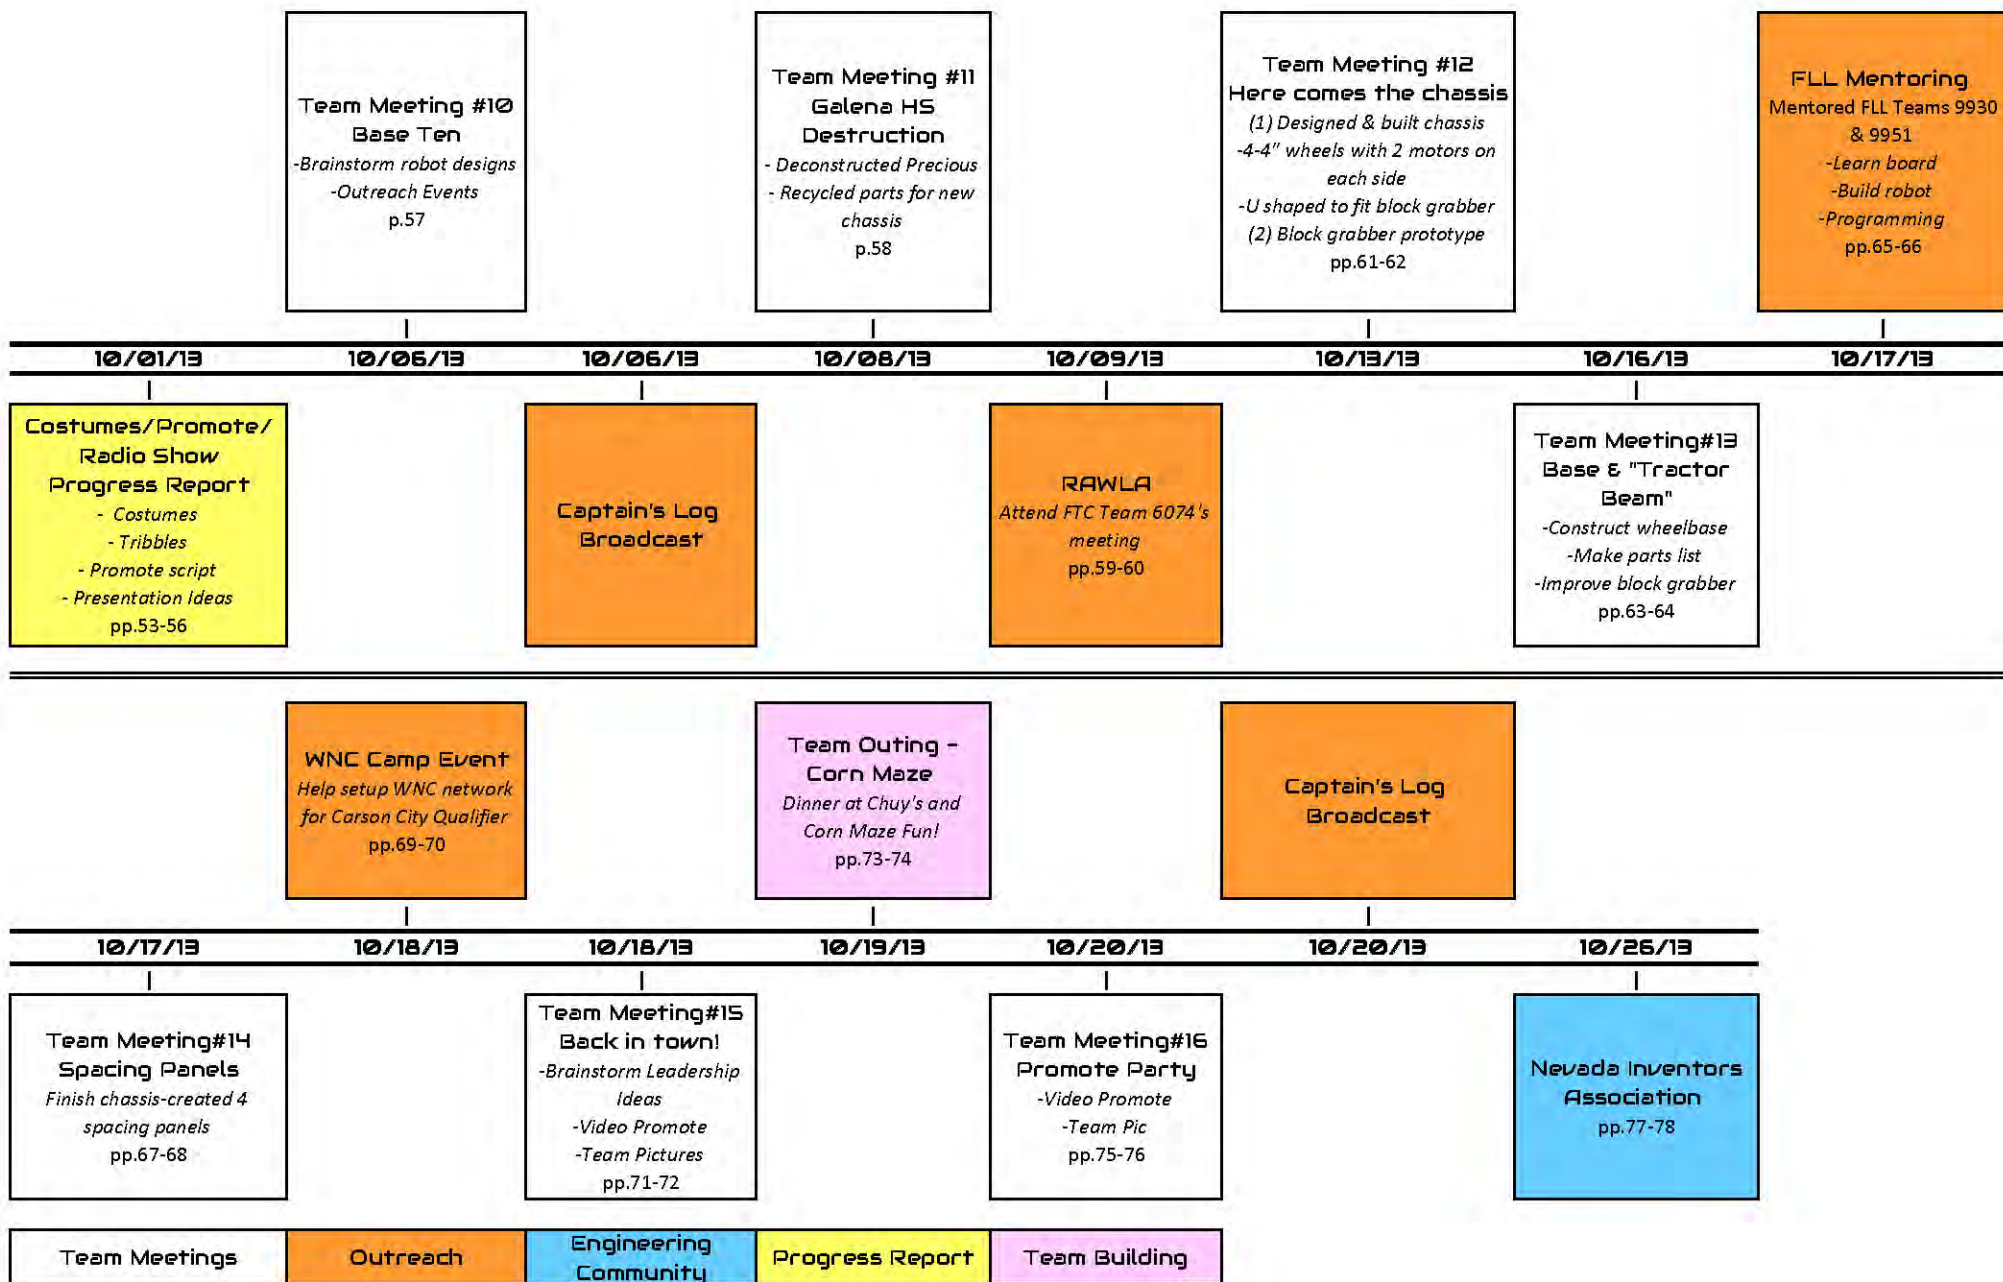 Team Meeting #10
Base Ten
-Brainstorm robot designs
-Outreach Events
p.57
Team Meeting #11
Galena HS
Destruction
- Deconstructed Precious
- Recycled parts for new
chassis
p.58
Team Meeting #12
Here comes the chassis
(1) Designed & built chassis
-4-4" wheels with 2 motors on
each side
-U shaped to fit block grabber
(2) Block grabber prototype
pp.61-62
FLL Mentoring
Mentored FLL Teams 9930
& 9951
-Learn board
-Build robot
-Programming
pp.65-66
10/01/13
10/06/13
10/06/13
10/08/13
10/09/13
10/13/13
10/16/13
10/17/13
Costumes/Promote/
Radio Show
Progress Report
- Costumes
- Tribbles
- Promote script
- Presentation Ideas
pp.53-56
Captain's Log
Broadcast
RAWLA
Attend FTC Team 6074's
meeting
pp.59-60
Team Meeting#13
Base & "Tractor
Beam"
-Construct wheelbase
-Make parts list
-Improve block grabber
pp.63-64
WNC Camp Event
Help setup WNC network
for Carson City Qualifier
pp.69-70
Team Outing -
Corn Maze
Dinner at Chuy's and
Corn Maze Fun!
pp.73-74
Captain's Log
Broadcast
10/17/13
10/18/13
10/18/13
10/19/13
10/20/13
10/20/13
10/26/13
Team Meeting#14
Spacing Panels
Finish chassis-created 4
spacing panels
pp.67-68
Team Meeting#15
Back in town!
-Brainstorm Leadership
Ideas
-Video Promote
-Team Pictures
pp.71-72
Team Meeting#16
Promote Party
-Video Promote
-Team Pic
pp.75-76
Nevada Inventors
Association
pp.77-78
Team Meetings
Outreach
Engineering
Community
Progress Report
Team Building